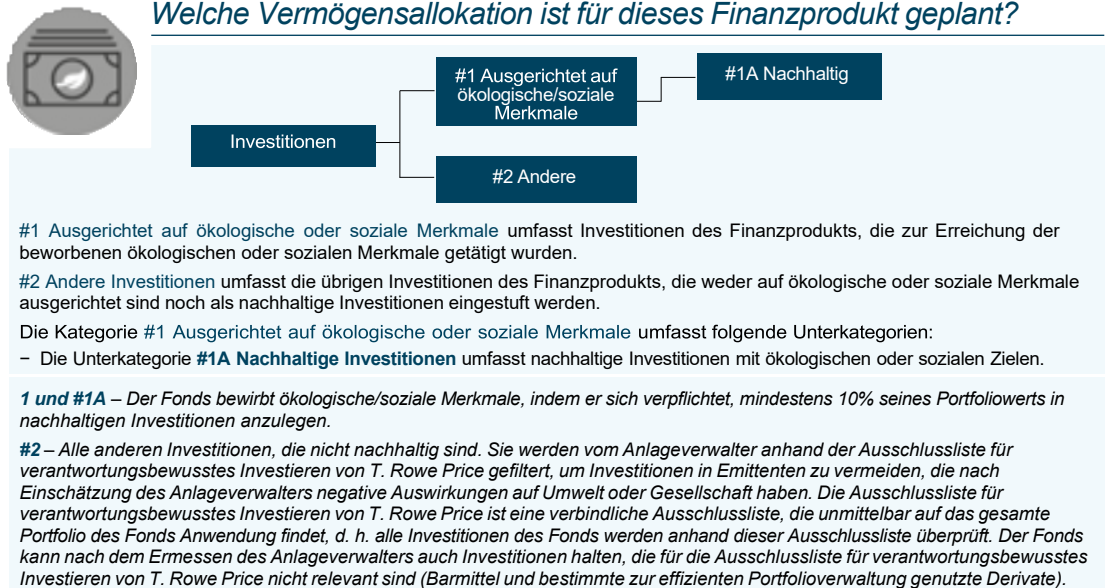 Welche Vermögensallokation ist für dieses Finanzprodukt geplant?
#1 Ausgerichtet auf
ökologische/soziale
Merkmale
#1A Nachhaltig
Investitionen
#2 Andere
#1 Ausgerichtet auf ökologische oder soziale Merkmale umfasst Investitionen des Finanzprodukts, die zur Erreichung der
beworbenen ökologischen oder sozialen Merkmale getätigt wurden.
#2 Andere Investitionen umfasst die übrigen Investitionen des Finanzprodukts, die weder auf ökologische oder soziale Merkmale
ausgerichtet sind noch als nachhaltige Investitionen eingestuft werden.
Die Kategorie #1 Ausgerichtet auf ökologische oder soziale Merkmale umfasst folgende Unterkategorien:
− Die Unterkategorie #1A Nachhaltige Investitionen umfasst nachhaltige Investitionen mit ökologischen oder sozialen Zielen.
1 und #1A – Der Fonds bewirbt ökologische/soziale Merkmale, indem er sich verpflichtet, mindestens 10% seines Portfoliowerts in
nachhaltigen Investitionen anzulegen.
#2 – Alle anderen Investitionen, die nicht nachhaltig sind. Sie werden vom Anlageverwalter anhand der Ausschlussliste für
verantwortungsbewusstes Investieren von T. Rowe Price gefiltert, um Investitionen in Emittenten zu vermeiden, die nach
Einschätzung des Anlageverwalters negative Auswirkungen auf Umwelt oder Gesellschaft haben. Die Ausschlussliste für
verantwortungsbewusstes Investieren von T. Rowe Price ist eine verbindliche Ausschlussliste, die unmittelbar auf das gesamte
Portfolio des Fonds Anwendung findet, d. h. alle Investitionen des Fonds werden anhand dieser Ausschlussliste überprüft. Der Fonds
kann nach dem Ermessen des Anlageverwalters auch Investitionen halten, die für die Ausschlussliste für verantwortungsbewusstes
Investieren von T. Rowe Price nicht relevant sind (Barmittel und bestimmte zur effizienten Portfolioverwaltung genutzte Derivate).